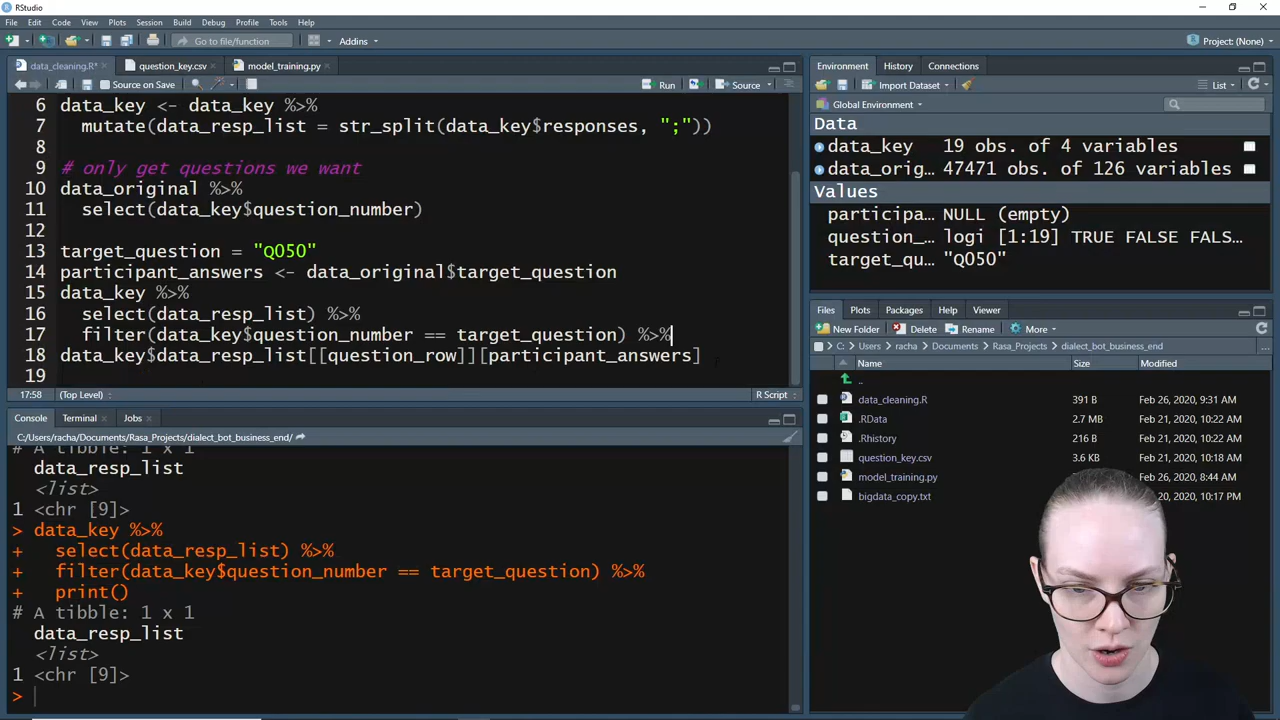 RStudio
File Edit Code View Plots Session Build Debug Profile Tools Help
Go to file/function Addins Project: (None)
data_cleaning.R* question_key.csv model_training.py
Source on Save Run Source
6 data_key <- data_key %>%
7 mutate(data_resp_list = str_split(data_key$responses, ";"))
8
9 # only get questions we want
10 data_original %>%
11 select(data_key$question_number)
12
13 target_question = "Q050"
14 participant_answers <- data_original$target_question
15 data_key %>%
16 select(data_resp_list) %>%
17 filter(data_key$question_number == target_question) %>%
18 data_key$data_resp_list[[question_row]][participant_answers]
19
17:58 (Top Level) R Script
Console Terminal Jobs
C:/Users/racha/Documents/Rasa_Projects/dialect_bot_business_end/
# A tibble: 1 x 1
data_resp_list
<list>
1 <chr [9]>
> data_key %>%
+ select(data_resp_list) %>%
+ filter(data_key$question_number == target_question) %>%
+ print()
# A tibble: 1 x 1
data_resp_list
<list>
1 <chr [9]>
>
Environment History Connections
Import Dataset List
Global Environment
Data
data_key 19 obs. of 4 variables
data_orig… 47471 obs. of 126 variables
Values
participa… NULL (empty)
question_… logi [1:19] TRUE FALSE FALS…
target_qu… "Q050"
Files Plots Packages Help Viewer
New Folder Delete Rename More
C: Users racha Documents Rasa_Projects dialect_bot_business_end ...
Name Size Modified
..
data_cleaning.R 391 B Feb 26, 2020, 9:31 AM
.RData 2.7 MB Feb 21, 2020, 10:22 AM
.Rhistory 216 B Feb 21, 2020, 10:22 AM
question_key.csv 3.6 KB Feb 21, 2020, 10:18 AM
model_training.py 26, 2020, 8:44 AM
bigdata_copy.txt 20, 2020, 10:17 PM